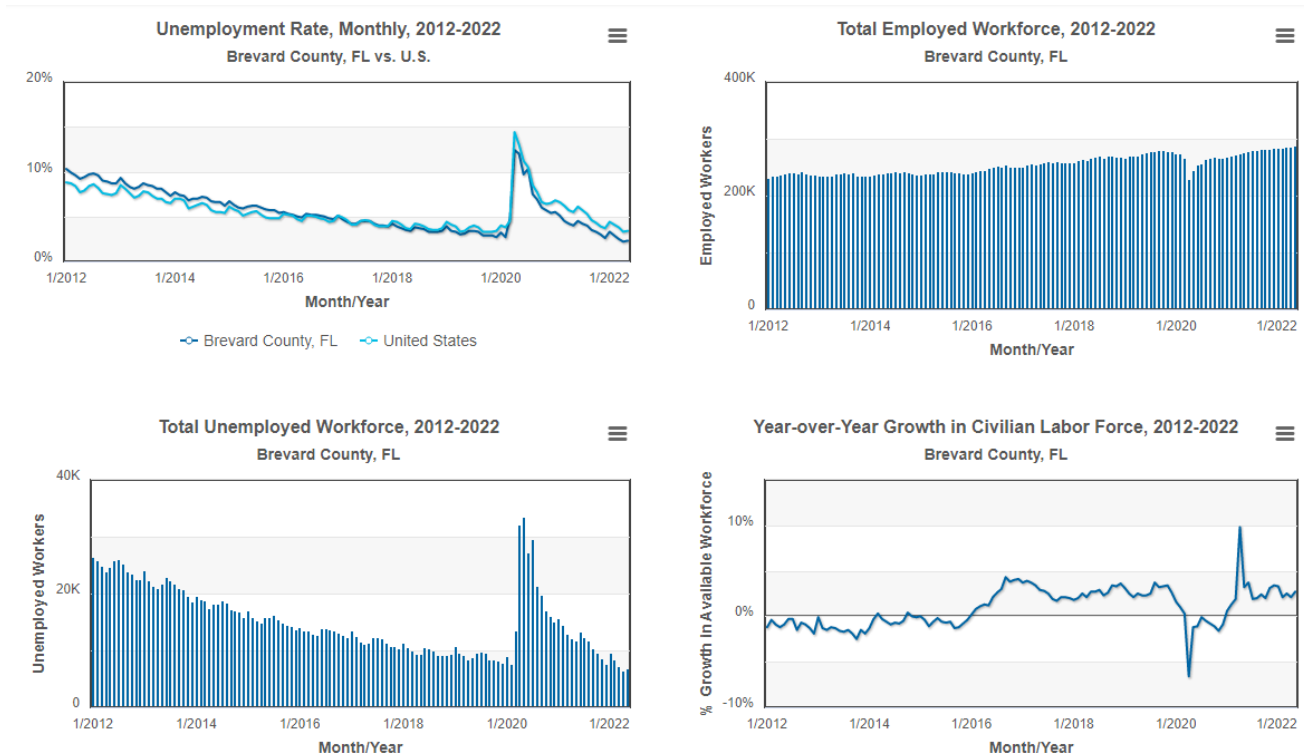 Unemployment Rate, Monthly, 2012-2022
Brevard County, FL vs. U.S.
20%
10%
0%
1/2012 1/2014 1/2016 1/2018 1/2020 1/2022
Month/Year
Brevard County, FL United States
Total Employed Workforce, 2012-2022
Brevard County, FL
Employed Workers
400K
200K
0
1/2012 1/2014 1/2016 1/2018 1/2020 1/2022
Month/Year
Total Unemployed Workforce, 2012-2022
Brevard County, FL
Unemployed Workers
40K
20K
0
1/2012 1/2014 1/2016 1/2018 1/2020 1/2022
Month/Year
Year-over-Year Growth in Civilian Labor Force, 2012-2022
Brevard County, FL
% Growth In Available Workforce
10%
0%
-10%
1/2012 1/2014 1/2016 1/2018 1/2020 1/2022
Month/Year